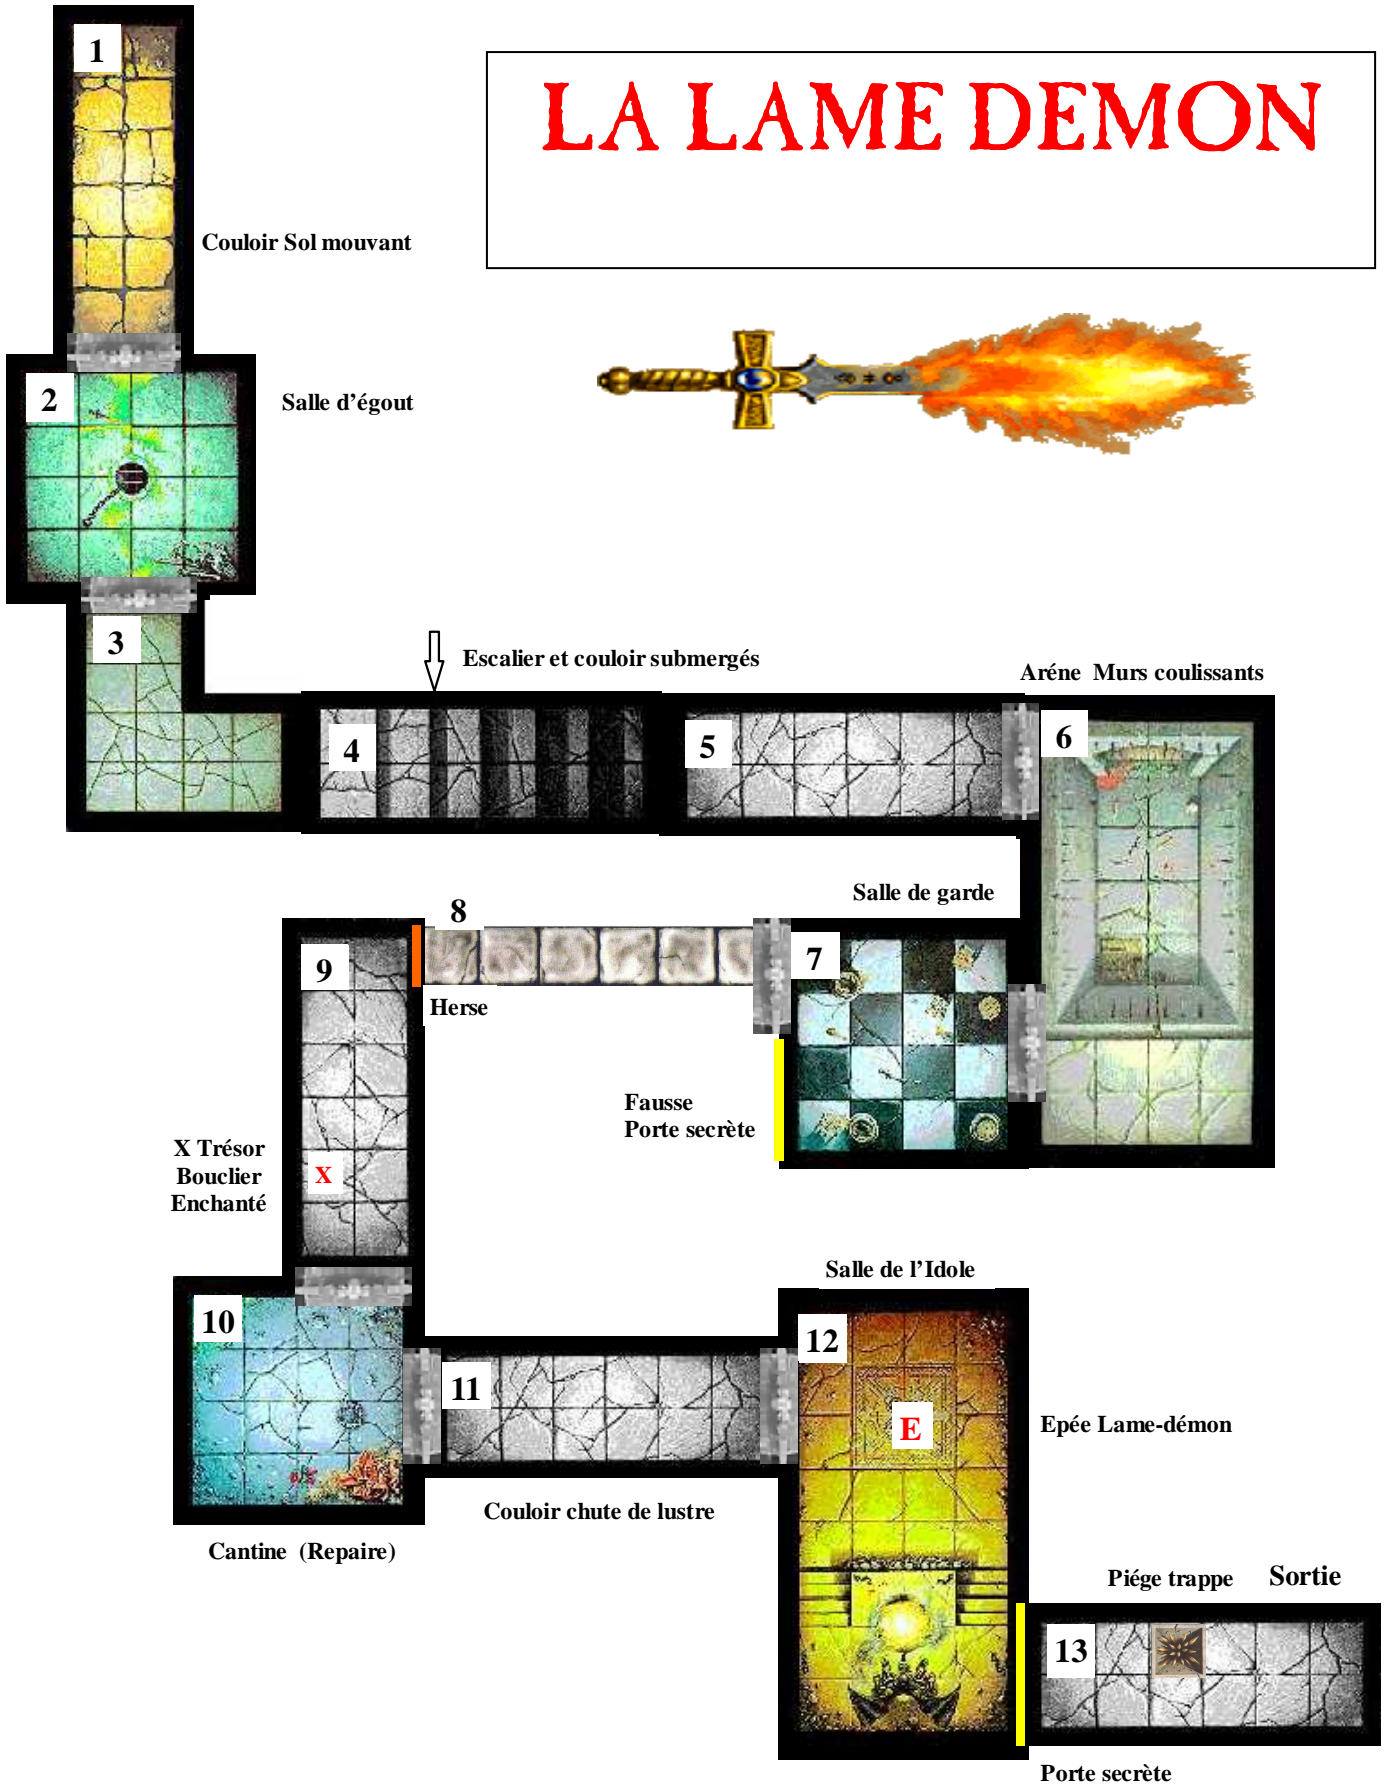 1
LA LAME DEMON
Couloir Sol mouvant
2
Salle d’égout
3
Escalier et couloir submergés
Aréne Murs coulissants
4
5
6
Salle de garde
8
9
7
Herse
Fausse
Porte secrète
X Trésor
Bouclier
Enchanté
X
Salle de l’Idole
10
12
11
E
Epée Lame-démon
Couloir chute de lustre
Cantine (Repaire)
Piége trappe Sortie
13
Porte secrète